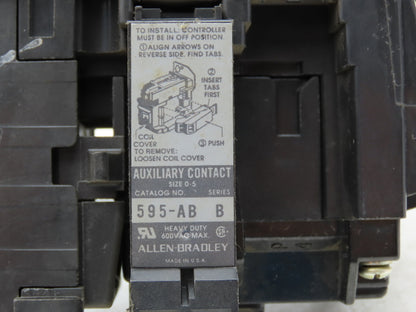 TO INSTALL: CONTROLLER
MUST BE IN OFF POSITION.
① ALIGN ARROWS ON
REVERSE SIDE. FIND TABS.
② INSERT
TABS
FIRST
③ PUSH
COIL
COVER
TO REMOVE:
LOOSEN COIL COVER
AUXILIARY CONTACT
SIZE 0-5
CATALOG NO. SERIES
595-AB B
HEAVY DUTY
600VAC MAX.
ALLEN-BRADLEY
MADE IN U.S.A.